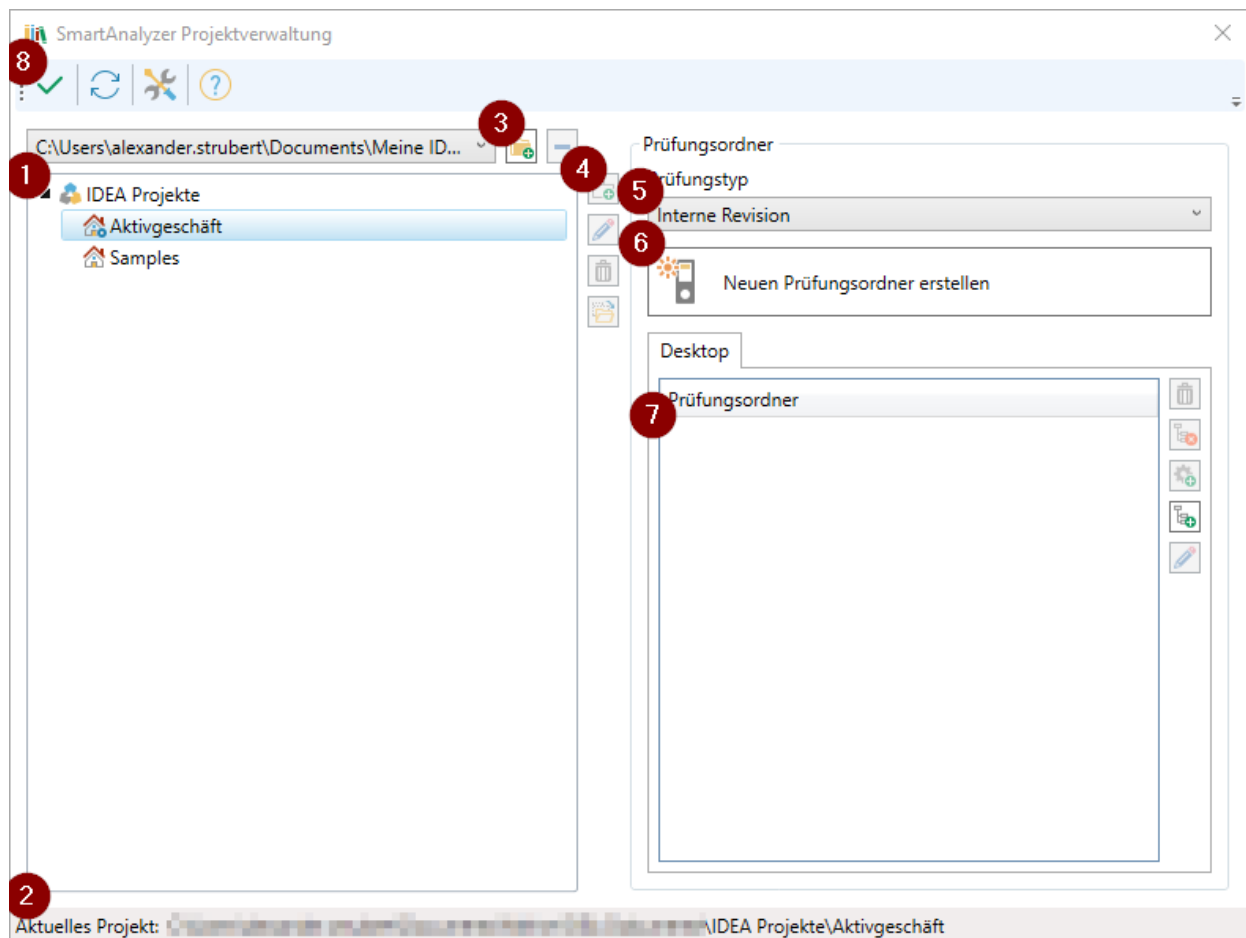 SmartAnalyzer Projektverwaltung
8
?
3
C:\Users\alexander.strubert\Documents\Meine ID...
Prüfungsordner
1
IDEA Projekte
4
5
Prüfungstyp
Aktivgeschäft
Interne Revision
Samples
6
Neuen Prüfungsordner erstellen
Desktop
7
Prüfungsordner
2
Aktuelles Projekt: \IDEA Projekte\Aktivgeschäft